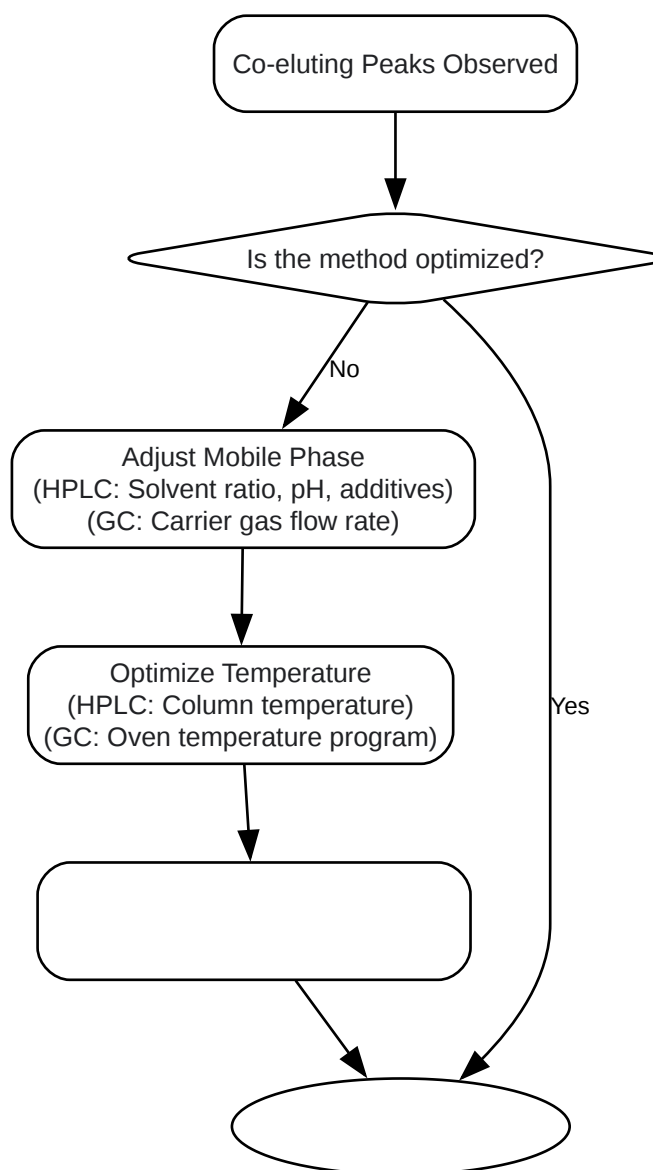 Co-eluting Peaks Observed
Is the method optimized?
No
Adjust Mobile Phase
(HPLC: Solvent ratio, pH, additives)
(GC: Carrier gas flow rate)
Optimize Temperature
(HPLC: Column temperature)
(GC: Oven temperature program)
Yes